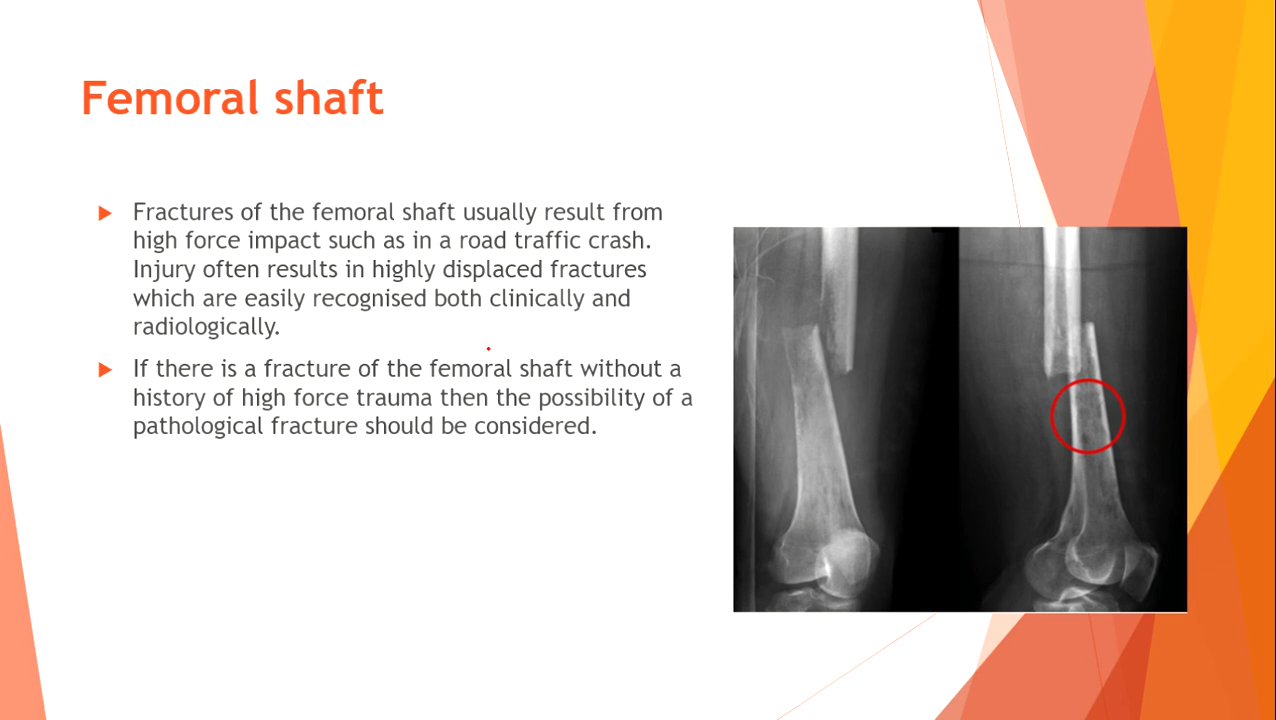 Femoral shaft
Fractures of the femoral shaft usually result from
high force impact such as in a road traffic crash.
Injury often results in highly displaced fractures
which are easily recognised both clinically and
radiologically.
If there is a fracture of the femoral shaft without a
history of high force trauma then the possibility of a
pathological fracture should be considered.